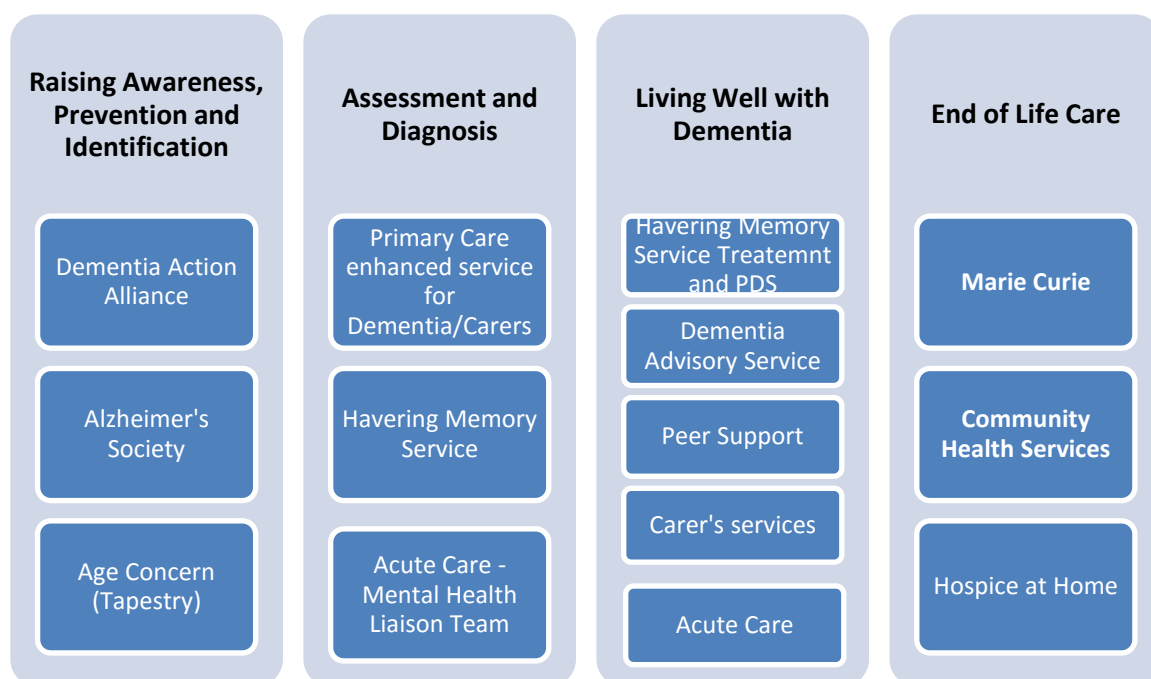 Raising Awareness,
Prevention and
Identification
Dementia Action
Alliance
Alzheimer's
Society
Age Concern
(Tapestry)
Assessment and
Diagnosis
Primary Care
enhanced service
for
Dementia/Carers
Havering Memory
Service
Acute Care -
Mental Health
Liaison Team
Living Well with
Dementia
Havering Memory
Service Treatemnt
and PDS
Dementia
Advisory Service
Peer Support
Carer's services
Acute Care
End of Life Care
Marie Curie
Community
Health Services
Hospice at Home